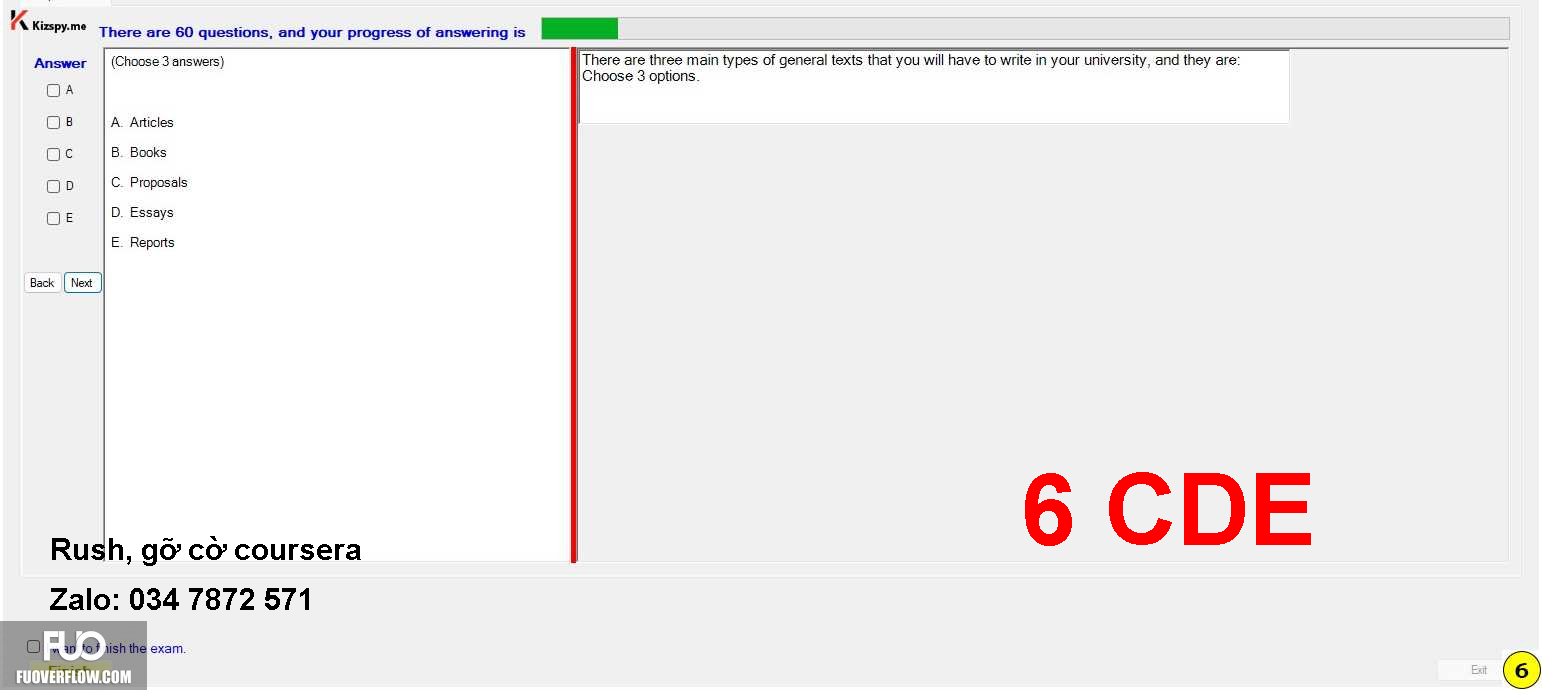 Kizspy.me
There are 60 questions, and your progress of answering is
Answer
A
B
C
D
E
Back Next
(Choose 3 answers)
A. Articles
B. Books
C. Proposals
D. Essays
E. Reports
There are three main types of general texts that you will have to write in your university, and they are:
Choose 3 options.
6 CDE
Rush, gỡ cờ coursera
Zalo: 034 7872 571
want to finish the exam.
Finish
FUO
FUOVERFLOW.COM
Exit
6